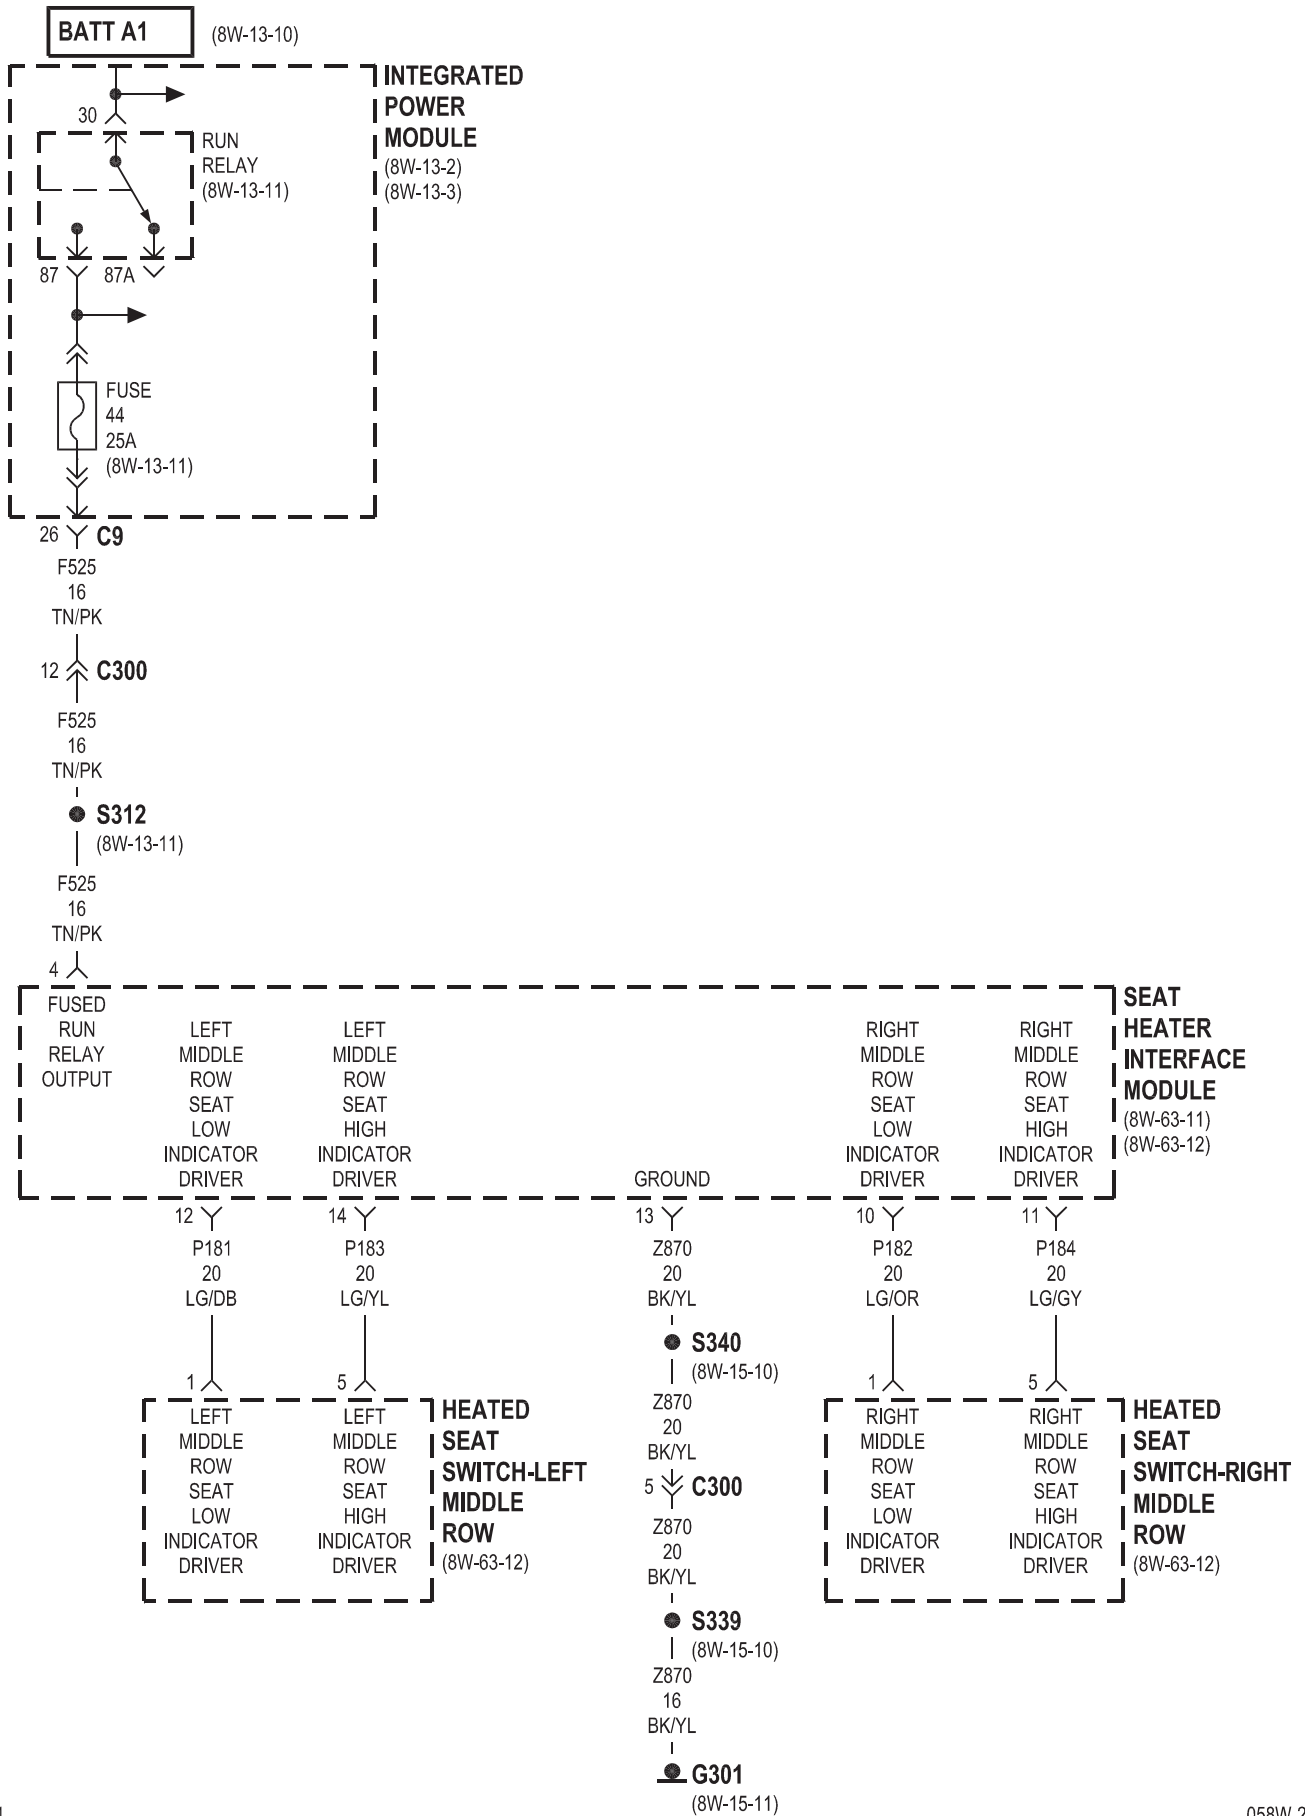 BATT A1 (8W-13-10)
INTEGRATED
POWER
MODULE
(8W-13-2)
(8W-13-3)
30
RUN
RELAY
(8W-13-11)
87 87A
FUSE
44
25A
(8W-13-11)
26 C9
F525
16
TN/PK
12 C300
F525
16
TN/PK
S312
(8W-13-11)
F525
16
TN/PK
4
FUSED
RUN
RELAY
OUTPUT
LEFT
MIDDLE
ROW
SEAT
LOW
INDICATOR
DRIVER
LEFT
MIDDLE
ROW
SEAT
HIGH
INDICATOR
DRIVER
GROUND
RIGHT
MIDDLE
ROW
SEAT
LOW
INDICATOR
DRIVER
RIGHT
MIDDLE
ROW
SEAT
HIGH
INDICATOR
DRIVER
SEAT
HEATER
INTERFACE
MODULE
(8W-63-11)
(8W-63-12)
12
P181
20
LG/DB
1
14
P183
20
LG/YL
5
LEFT
MIDDLE
ROW
SEAT
LOW
INDICATOR
DRIVER
LEFT
MIDDLE
ROW
SEAT
HIGH
INDICATOR
DRIVER
HEATED
SEAT
SWITCH-LEFT
MIDDLE
ROW
(8W-63-12)
13
Z870
20
BK/YL
S340
(8W-15-10)
Z870
20
BK/YL
5 C300
Z870
20
BK/YL
S339
(8W-15-10)
Z870
16
BK/YL
G301
(8W-15-11)
10
P182
20
LG/OR
1
11
P184
20
LG/GY
5
RIGHT
MIDDLE
ROW
SEAT
LOW
INDICATOR
DRIVER
RIGHT
MIDDLE
ROW
SEAT
HIGH
INDICATOR
DRIVER
HEATED
SEAT
SWITCH-RIGHT
MIDDLE
ROW
(8W-63-12)
058W-2